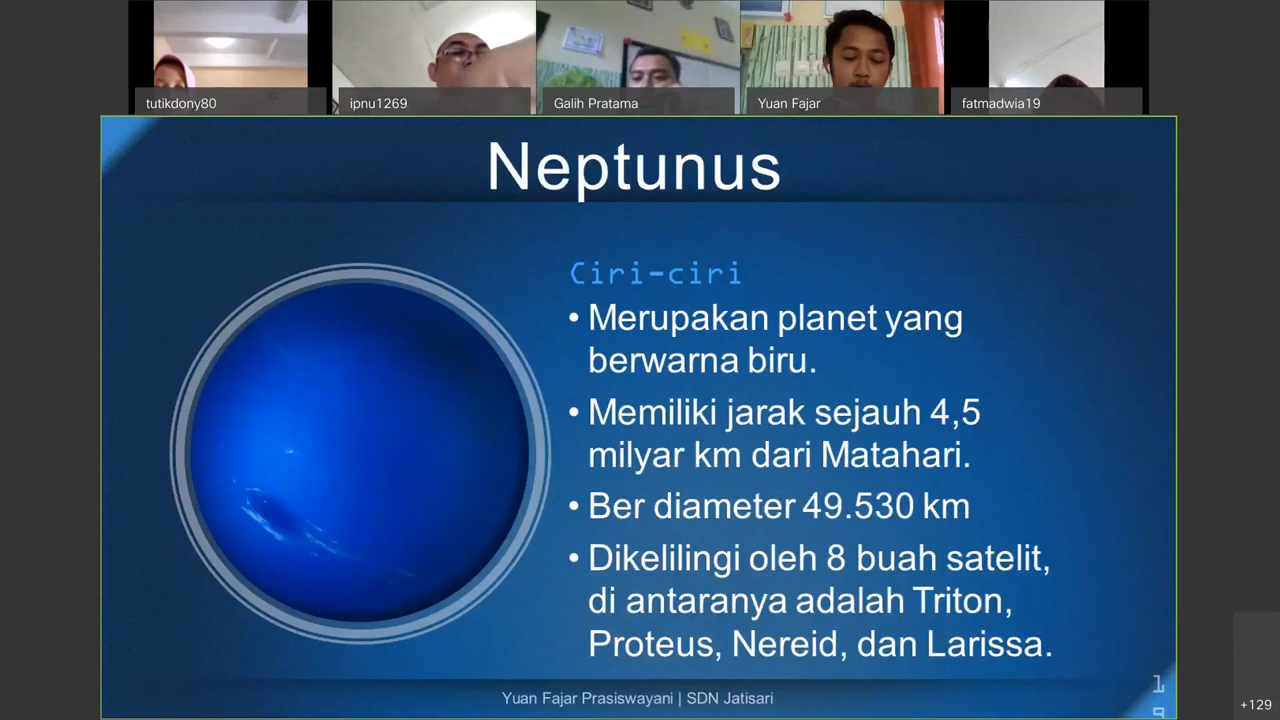 tutikdony80
ipnu1269
Galih Pratama
Yuan Fajar
fatmadwia19
Neptunus
Ciri-ciri
• Merupakan planet yang
berwarna biru.
• Memiliki jarak sejauh 4,5
milyar km dari Matahari.
• Ber diameter 49.530 km
• Dikelilingi oleh 8 buah satelit,
di antaranya adalah Triton,
Proteus, Nereid, dan Larissa.
Yuan Fajar Prasiswayani | SDN Jatisari
1
+129